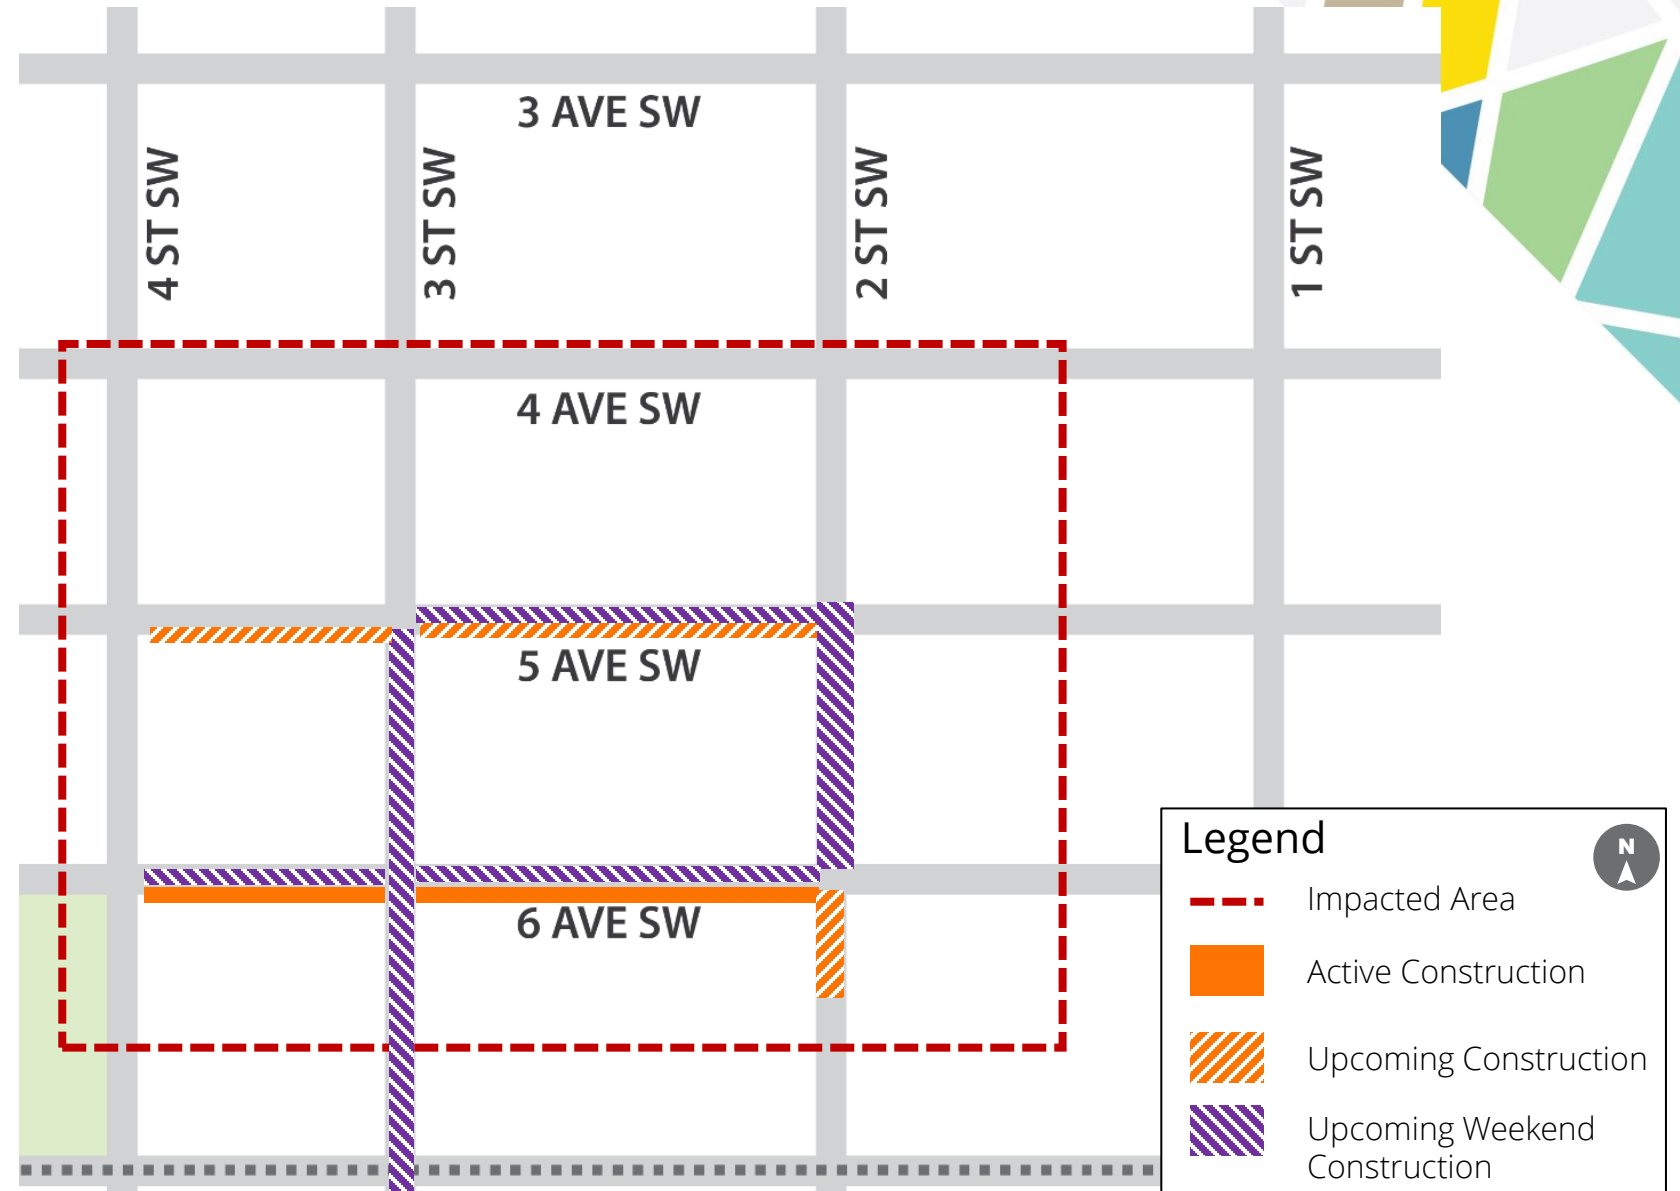 3 AVE SW
4 ST SW
3 ST SW
2 ST SW
1 ST SW
4 AVE SW
5 AVE SW
6 AVE SW
Legend
N
Impacted Area
Active Construction
Upcoming Construction
Upcoming Weekend
Construction